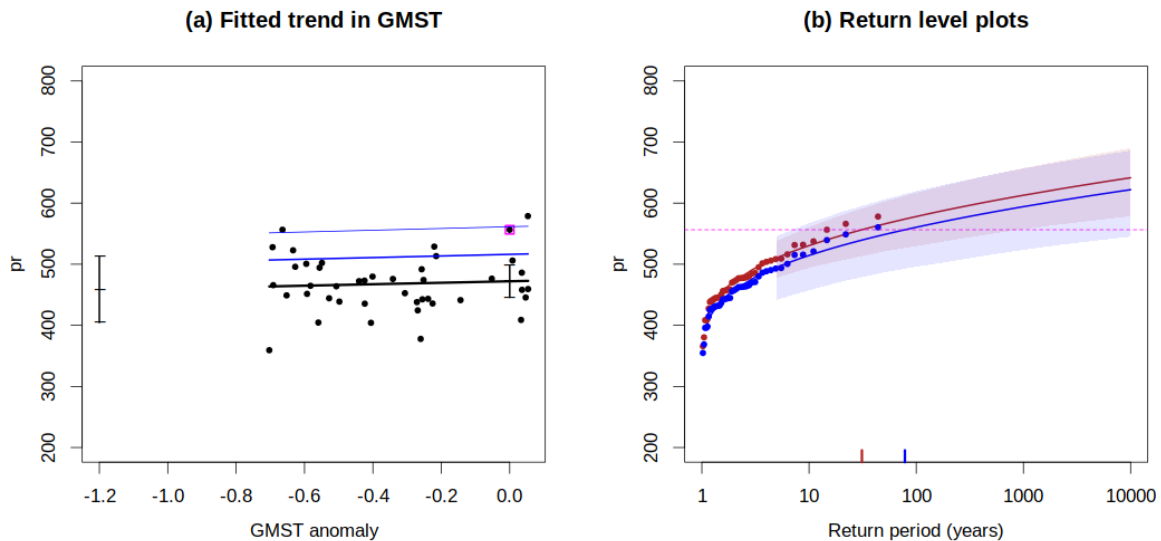 (a) Fitted trend in GMST
pr
800
700
600
500
400
300
200
-1.2 -1.0 -0.8 -0.6 -0.4 -0.2 0.0
GMST anomaly
(b) Return level plots
pr
800
700
600
500
400
300
200
1 10 100 1000 10000
Return period (years)